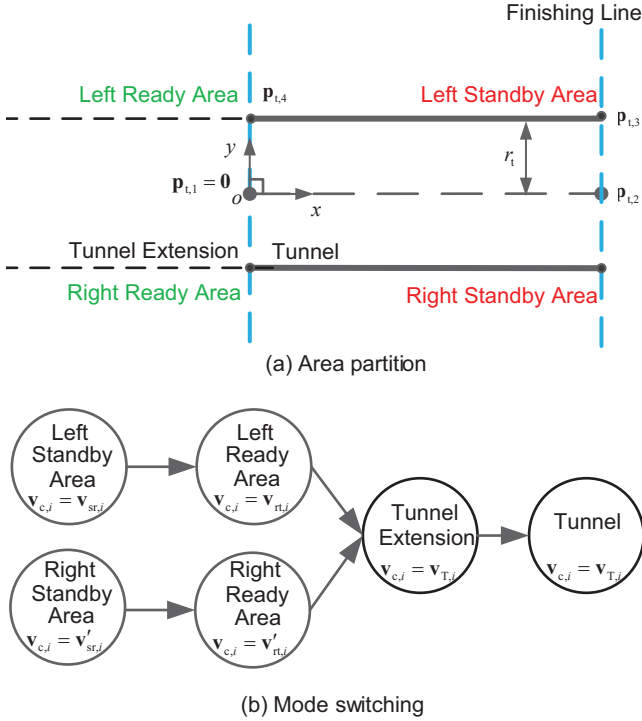 Finishing Line
Left Ready Area
p_t,4
Left Standby Area
p_t,3
y
r_t
p_t,1 = 0
o
x
p_t,2
Tunnel Extension
Tunnel
Right Ready Area
Right Standby Area
(a) Area partition
Left
Standby
Area
v_c,i = v_sr,i
Left
Ready
Area
v_c,i = v_rt,i
Tunnel
Extension
v_c,i = v_T,i
Tunnel
v_c,i = v_T,i
Right
Standby
Area
v_c,i = v′_sr,i
Right
Ready
Area
v_c,i = v′_rt,i
(b) Mode switching